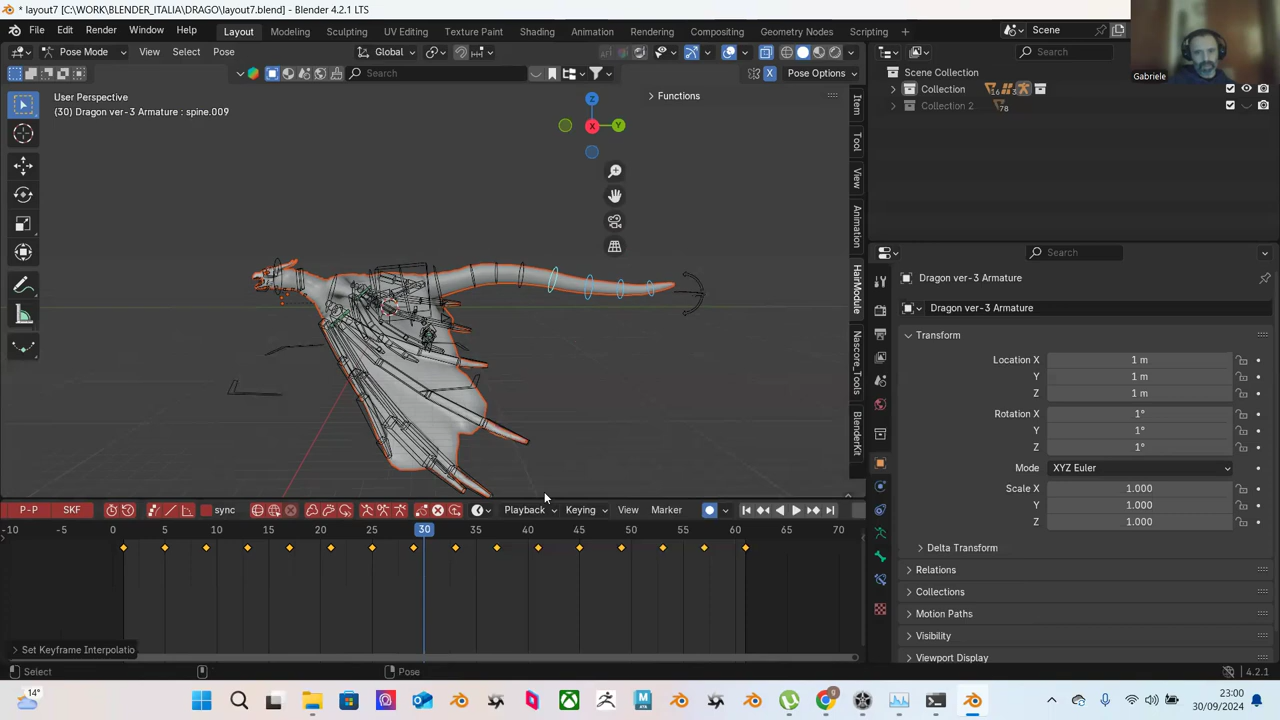 * layout7 [C:\WORK\BLENDER_ITALIA\DRAGO\layout7.blend] - Blender 4.2.1 LTS
File Edit Render Window Help Layout Modeling Sculpting UV Editing Texture Paint Shading Animation Rendering Compositing Geometry Nodes Scripting Scene
Pose Mode View Select Pose Global Search
Search Pose Options
Gabriele
User Perspective
(30) Dragon ver-3 Armature : spine.009
Functions
Z
Y
X
Item
Tool
View
Animation
HairModule
Nascore_Tools
BlenderKit
Scene Collection
Collection 16 3
Collection 2 78
Search
Dragon ver-3 Armature
Dragon ver-3 Armature
Transform
Location X 1 m
Y 1 m
Z 1 m
Rotation X 1°
Y 1°
Z 1°
Mode XYZ Euler
Scale X 1.000
Y 1.000
Z 1.000
Delta Transform
Relations
Collections
Motion Paths
Visibility
Viewport Display
P-P SKF sync Playback Keying View Marker
-10 -5 5 10 15 20 25 30 35 40 45 50 55 60 65 70
Set Keyframe Interpolatio
Select Pose 4.2.1
14° 23:00
30/09/2024